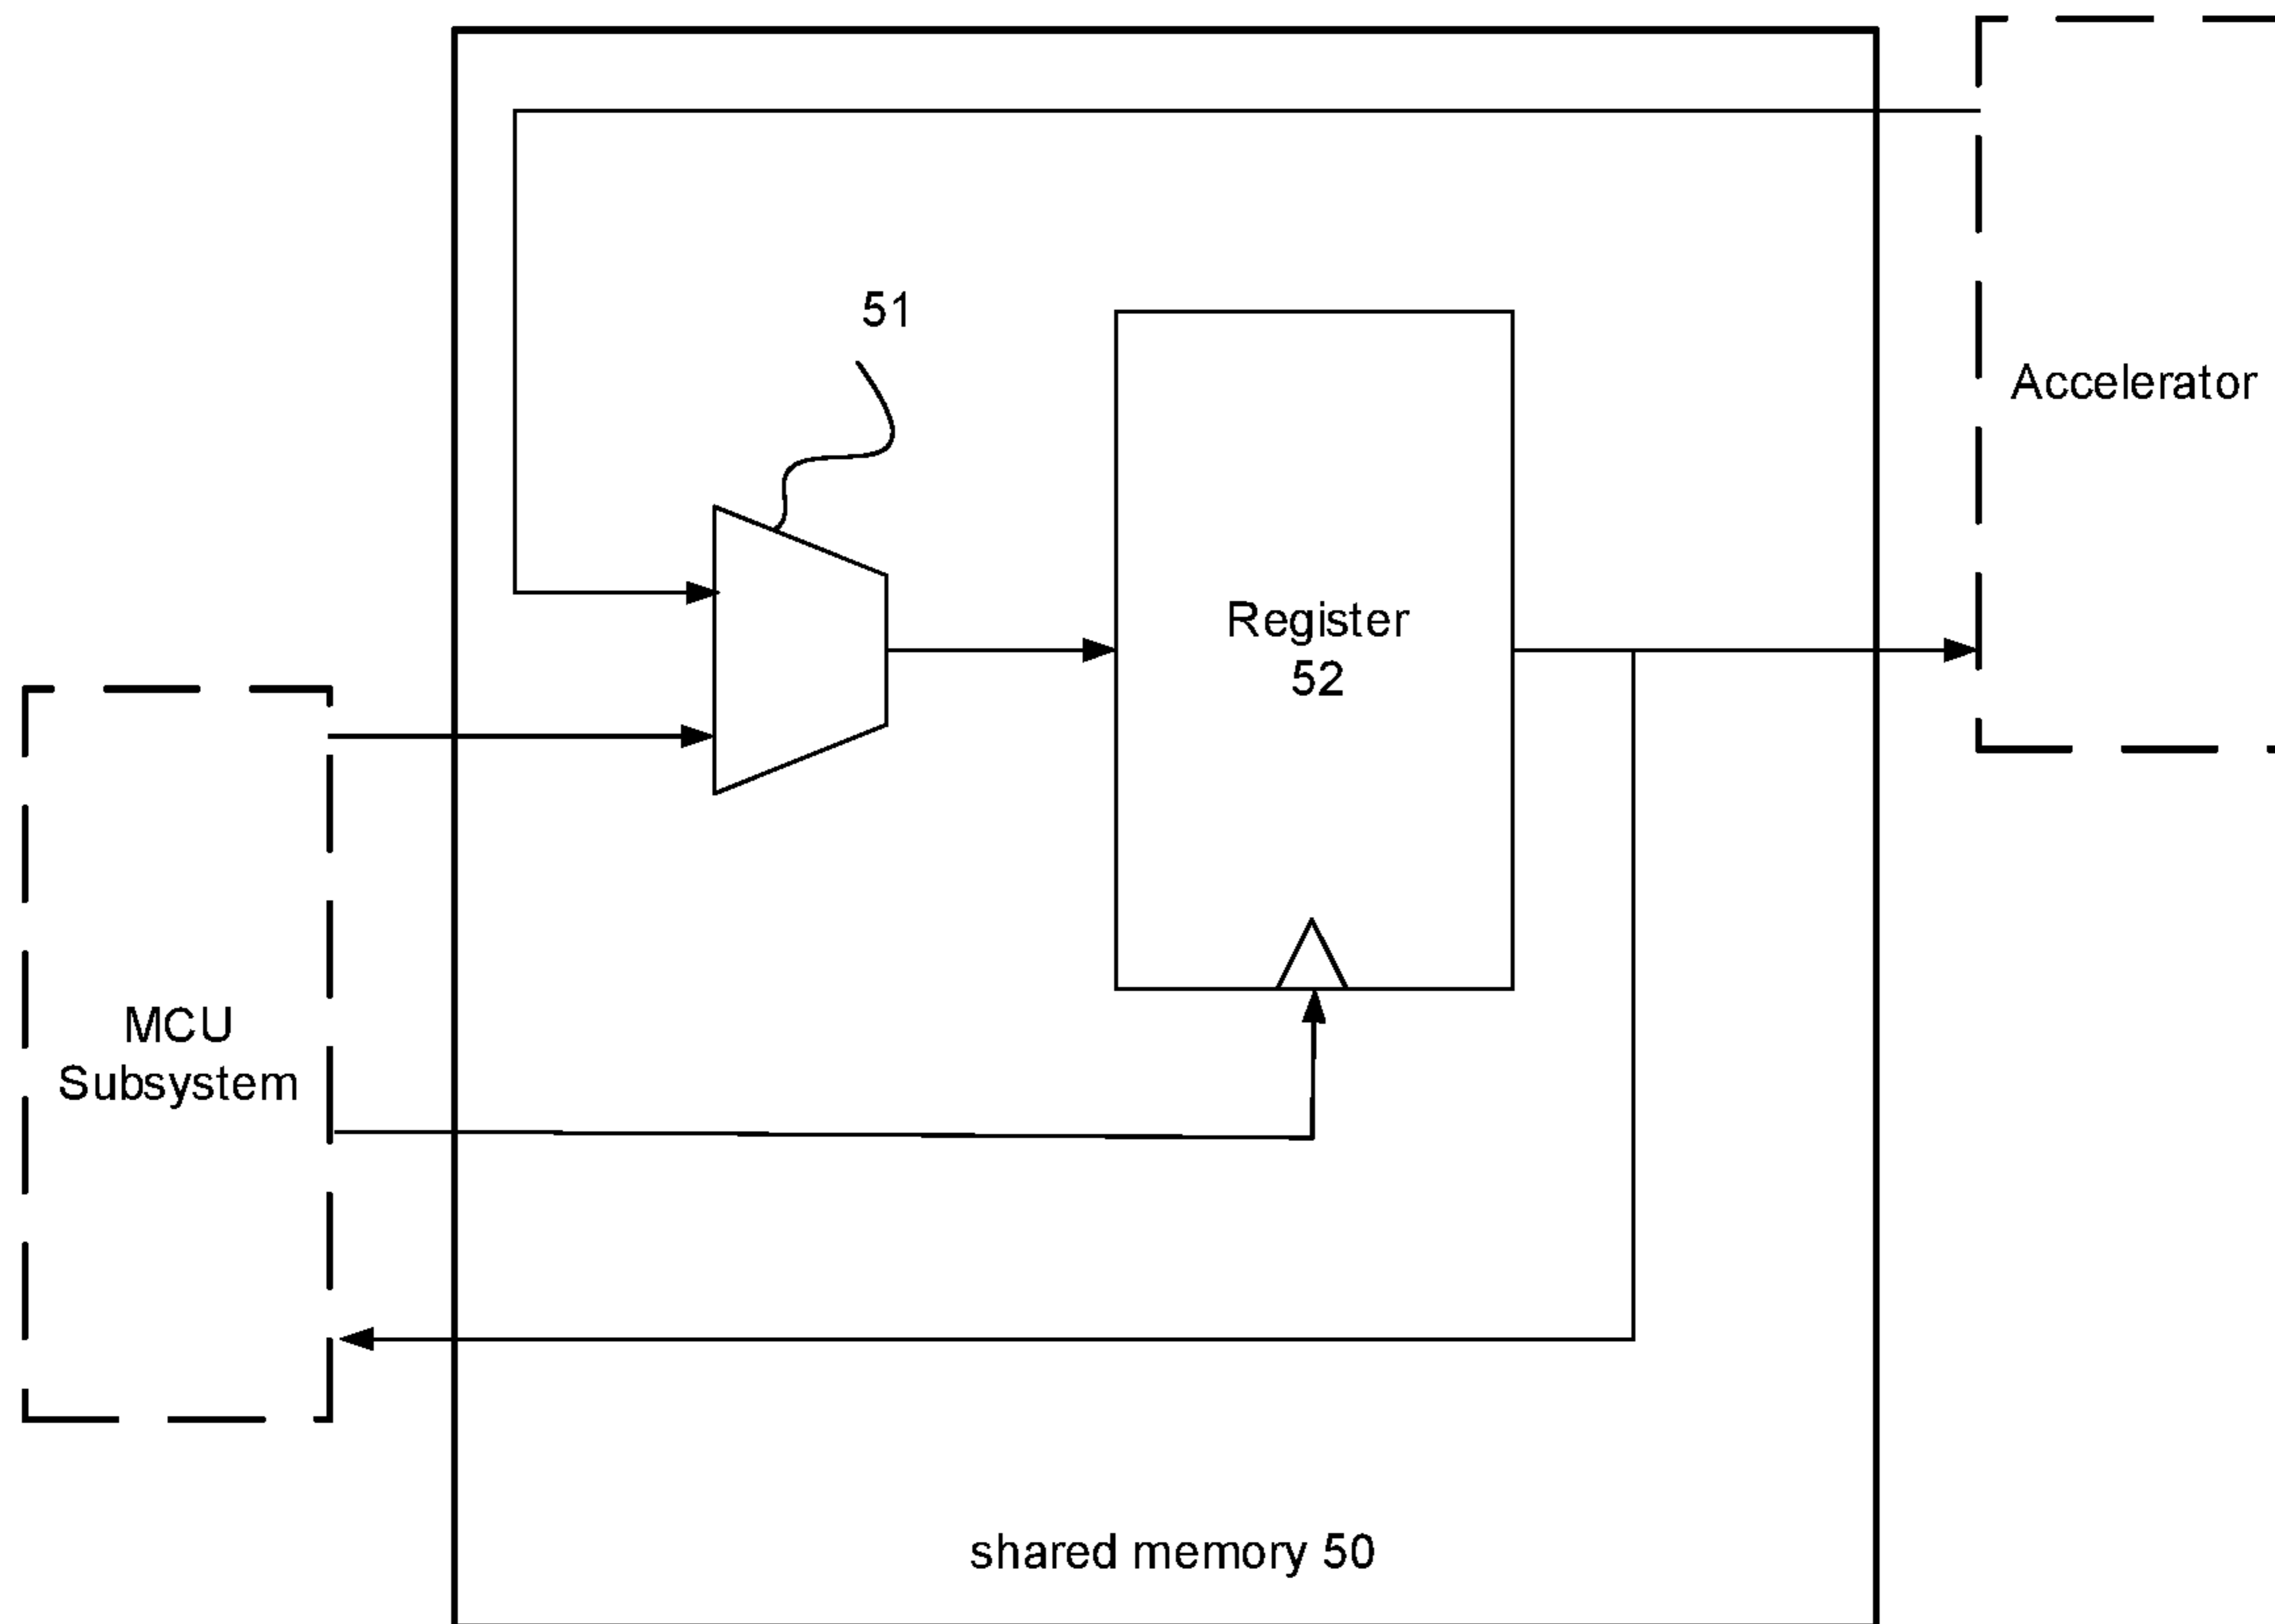 51
Accelerator
Register
52
MCU
Subsystem
shared memory 50